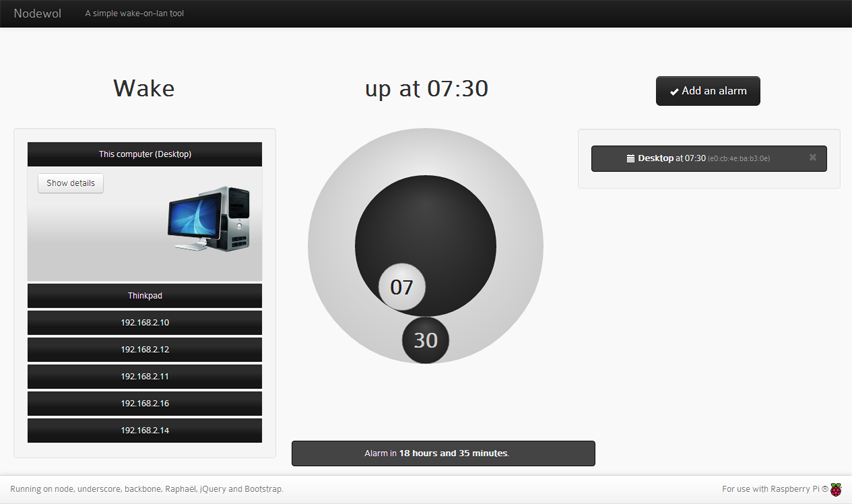 Nodewol
A simple wake-on-lan tool
Wake
up at 07:30
Add an alarm
This computer (Desktop)
Show details
Thinkpad
192.168.2.10
192.168.2.12
192.168.2.11
192.168.2.16
192.168.2.14
07
30
Alarm in 18 hours and 35 minutes.
Desktop at 07:30 (e0:cb:4e:ba:b3:0e)
Running on node, underscore, backbone, Raphaël, jQuery and Bootstrap.
For use with Raspberry Pi ®